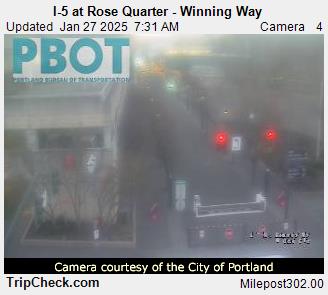 I-5 at Rose Quarter - Winning Way
Updated Jan 27 2025 7:31 AM Camera 4
PBOT
PORTLAND BUREAU OF TRANSPORTATION
Camera courtesy of the City of Portland
TripCheck.com Milepost302.00